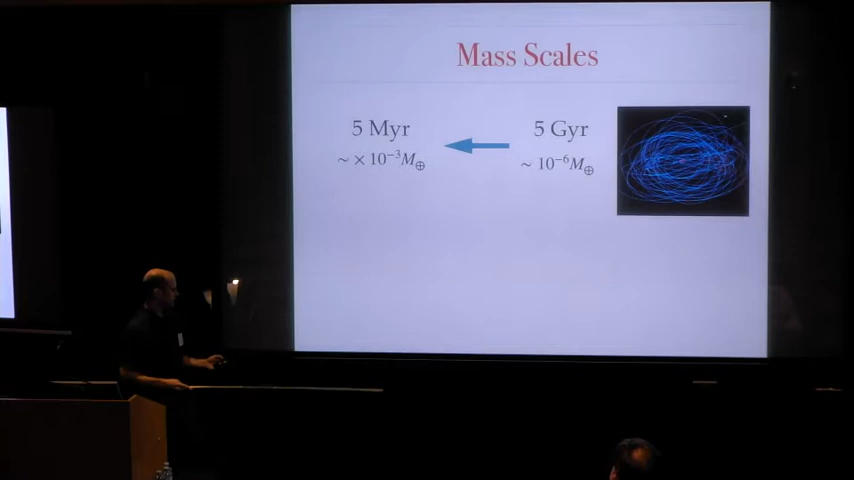 Mass Scales
5 Myr
5 Gyr
∼ × 10⁻³M⊕
∼ 10⁻⁶M⊕